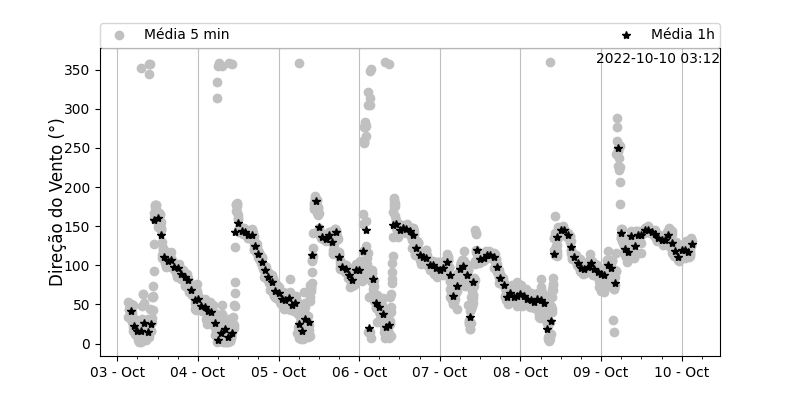 Média 5 min
Média 1h
2022-10-10 03:12
Direção do Vento (°)
350
300
250
200
150
100
50
0
03 - Oct
04 - Oct
05 - Oct
06 - Oct
07 - Oct
08 - Oct
09 - Oct
10 - Oct